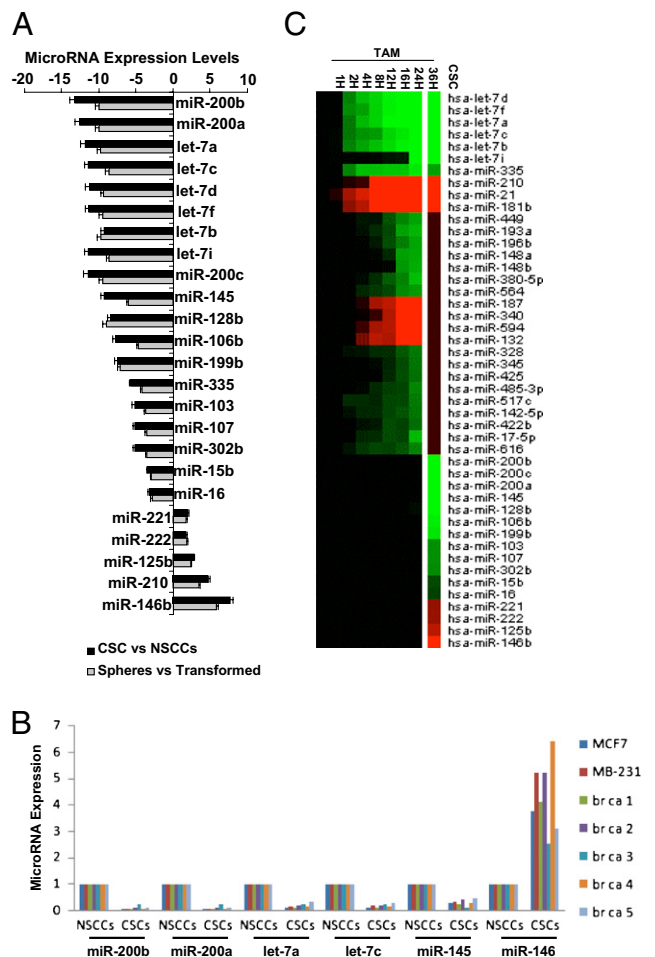 A
MicroRNA Expression Levels
-20 -15 -10 -5 0 5 10
miR-200b
miR-200a
let-7a
let-7c
let-7d
let-7f
let-7b
let-7i
miR-200c
miR-145
miR-128b
miR-106b
miR-199b
miR-335
miR-103
miR-107
miR-302b
miR-15b
miR-16
miR-221
miR-222
miR-125b
miR-210
miR-146b
CSC vs NSCCs
Spheres vs Transformed
C
TAM
1H 2H 4H 8H 12H 16H 24H 36H CSC
hsa-let-7d
hsa-let-7f
hsa-let-7a
hsa-let-7c
hsa-let-7b
hsa-let-7i
hsa-miR-335
hsa-miR-210
hsa-miR-21
hsa-miR-181b
hsa-miR-449
hsa-miR-193a
hsa-miR-196b
hsa-miR-148a
hsa-miR-148b
hsa-miR-380-5p
hsa-miR-564
hsa-miR-187
hsa-miR-340
hsa-miR-594
hsa-miR-132
hsa-miR-328
hsa-miR-345
hsa-miR-425
hsa-miR-485-3p
hsa-miR-517c
hsa-miR-142-5p
hsa-miR-422b
hsa-miR-17-5p
hsa-miR-616
hsa-miR-200b
hsa-miR-200c
hsa-miR-200a
hsa-miR-145
hsa-miR-128b
hsa-miR-106b
hsa-miR-199b
hsa-miR-103
hsa-miR-107
hsa-miR-302b
hsa-miR-15b
hsa-miR-16
hsa-miR-221
hsa-miR-222
hsa-miR-125b
hsa-miR-146b
B
MicroRNA Expression
7
6
5
4
3
2
1
0
NSCCs CSCs NSCCs CSCs NSCCs CSCs NSCCs CSCs NSCCs CSCs NSCCs CSCs
miR-200b miR-200a let-7a let-7c miR-145 miR-146
MCF7
MB-231
br ca 1
br ca 2
br ca 3
br ca 4
br ca 5